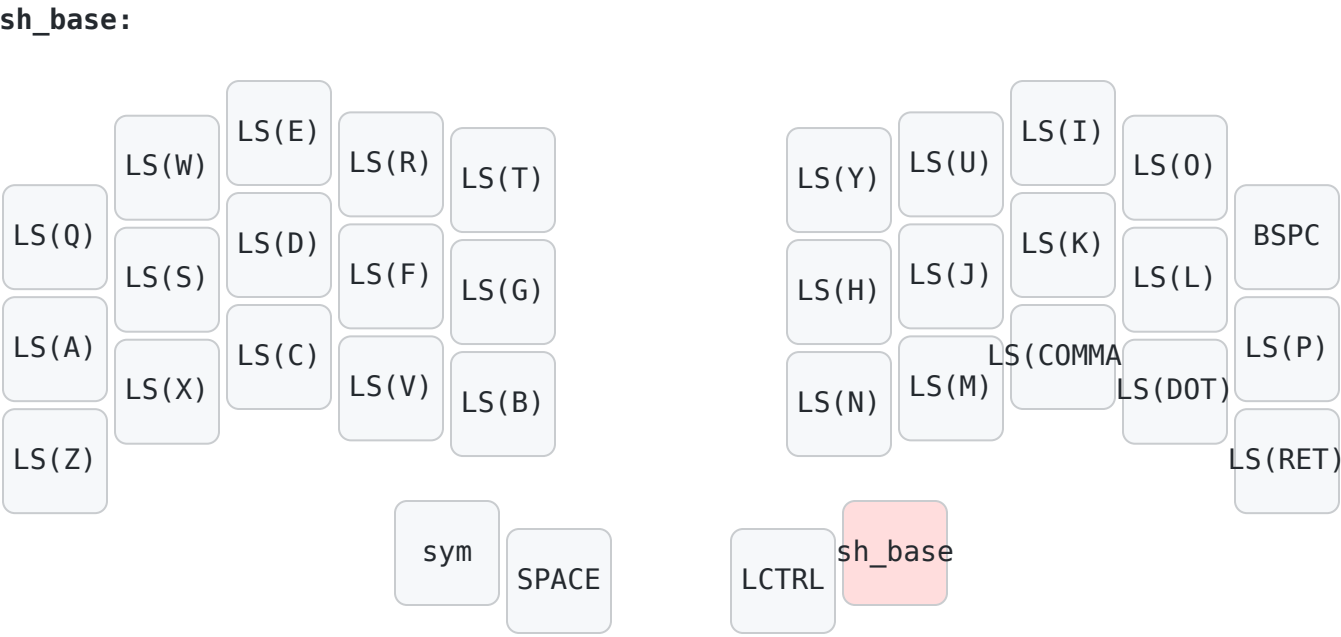 sh_base:
LS(Q) LS(W) LS(E) LS(R) LS(T) LS(Y) LS(U) LS(I) LS(O) BSPC
LS(A) LS(S) LS(D) LS(F) LS(G) LS(H) LS(J) LS(K) LS(L) LS(P)
LS(Z) LS(X) LS(C) LS(V) LS(B) LS(N) LS(M) LS(COMMA LS(DOT) LS(RET)
sym SPACE LCTRL sh_base